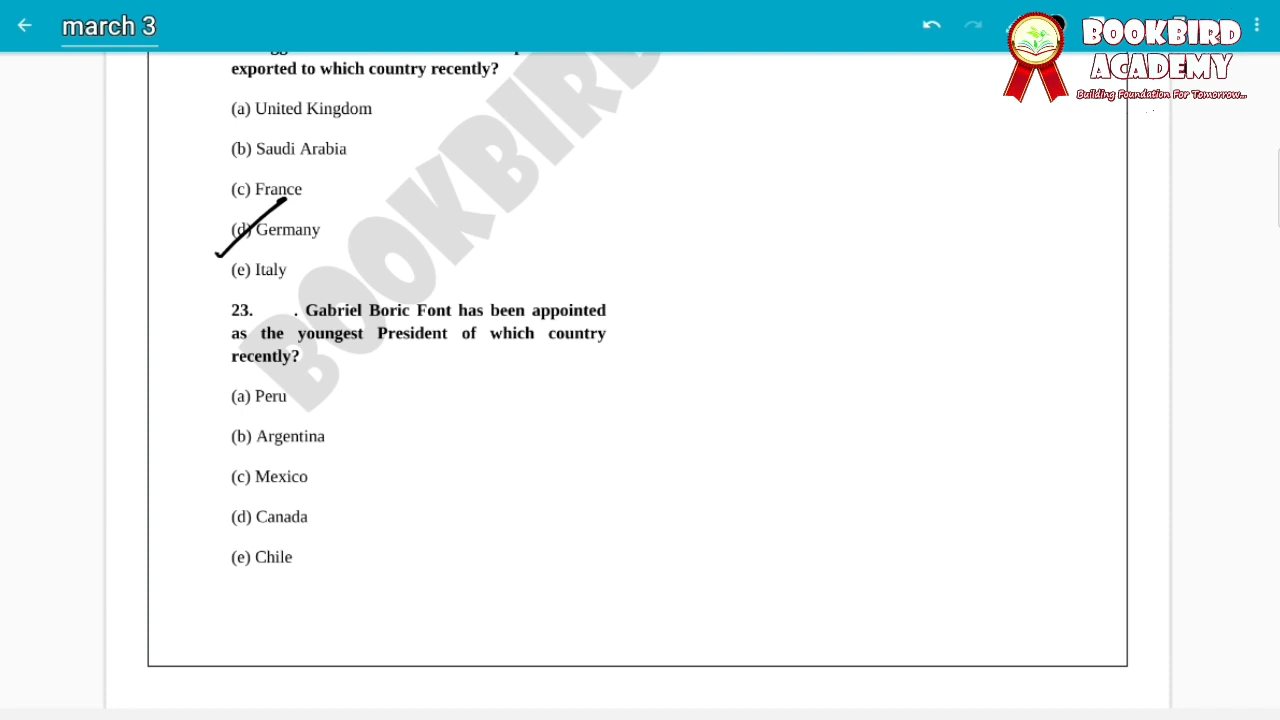 march 3
BOOKBIRD
ACADEMY
Building Foundation For Tomorrow...
exported to which country recently?
(a) United Kingdom
(b) Saudi Arabia
(c) France
(d) Germany
(e) Italy
23. . Gabriel Boric Font has been appointed
as the youngest President of which country
recently?
(a) Peru
(b) Argentina
(c) Mexico
(d) Canada
(e) Chile
BOOKBIRD